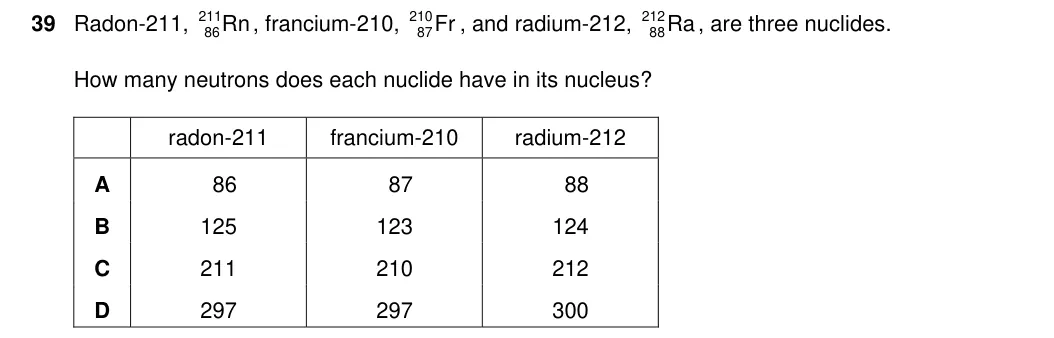 39 Radon-211, ²¹¹₈₆Rn, francium-210, ²¹⁰₈₇Fr, and radium-212, ²¹²₈₈Ra, are three nuclides.
How many neutrons does each nuclide have in its nucleus?
radon-211 francium-210 radium-212
A 86 87 88
B 125 123 124
C 211 210 212
D 297 297 300